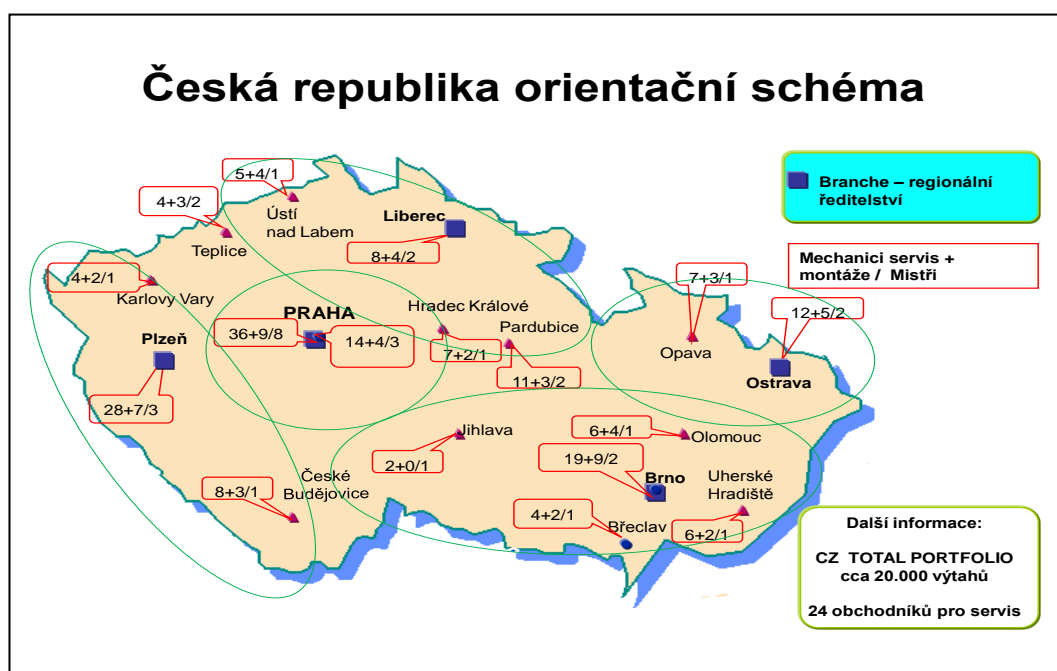 Česká republika orientační schéma
Branche – regionální
ředitelství
Mechanici servis +
montáže / Mistři
5+4/1
Ústí
nad Labem
4+3/2
Teplice
Liberec
8+4/2
4+2/1
Karlovy Vary
PRAHA
36+9/8
14+4/3
Hradec Králové
7+2/1
Pardubice
11+3/2
7+3/1
Opava
12+5/2
Ostrava
Plzeň
28+7/3
Jihlava
2+0/1
6+4/1
Olomouc
19+9/2
Brno
Uherské
Hradiště
6+2/1
České
Budějovice
8+3/1
4+2/1
Břeclav
Další informace:
CZ TOTAL PORTFOLIO
cca 20.000 výtahů
24 obchodníků pro servis